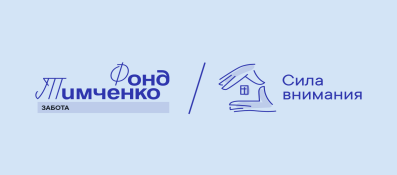 Фонд
Тимченко
ЗАБОТА
Сила
внимания